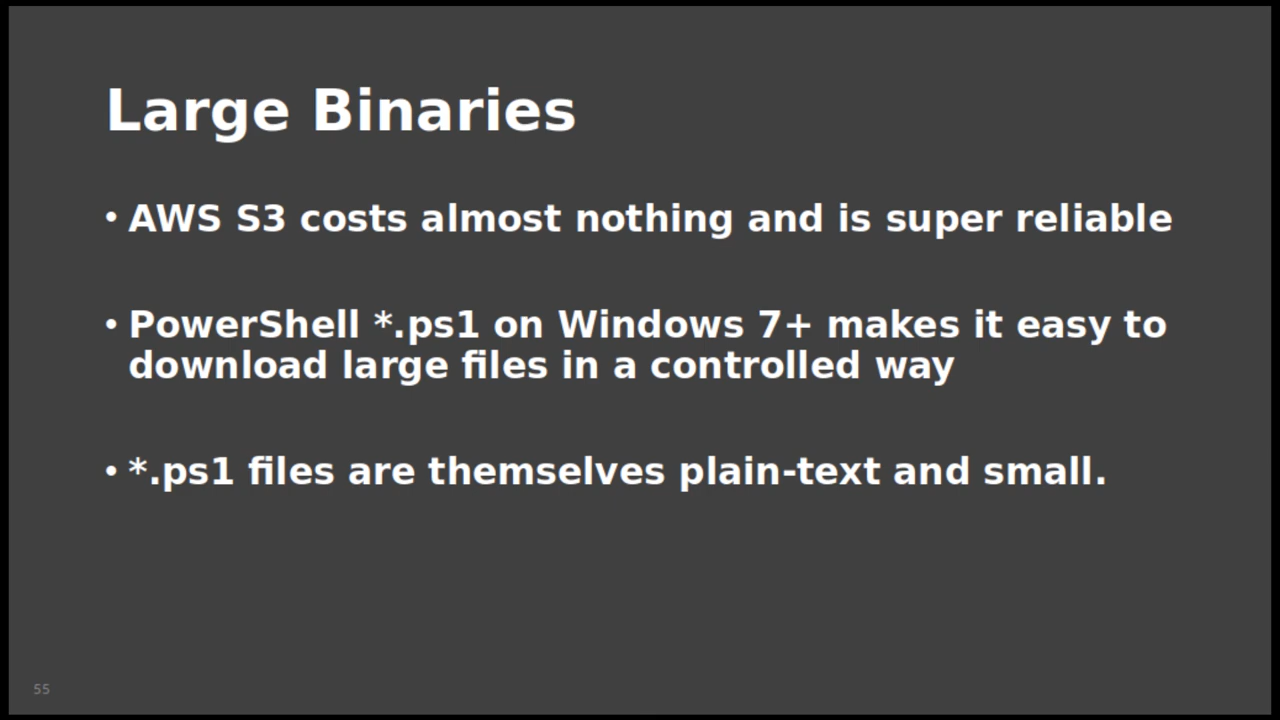 Large Binaries
• AWS S3 costs almost nothing and is super reliable
• PowerShell *.ps1 on Windows 7+ makes it easy to
download large files in a controlled way
• *.ps1 files are themselves plain-text and small.
55